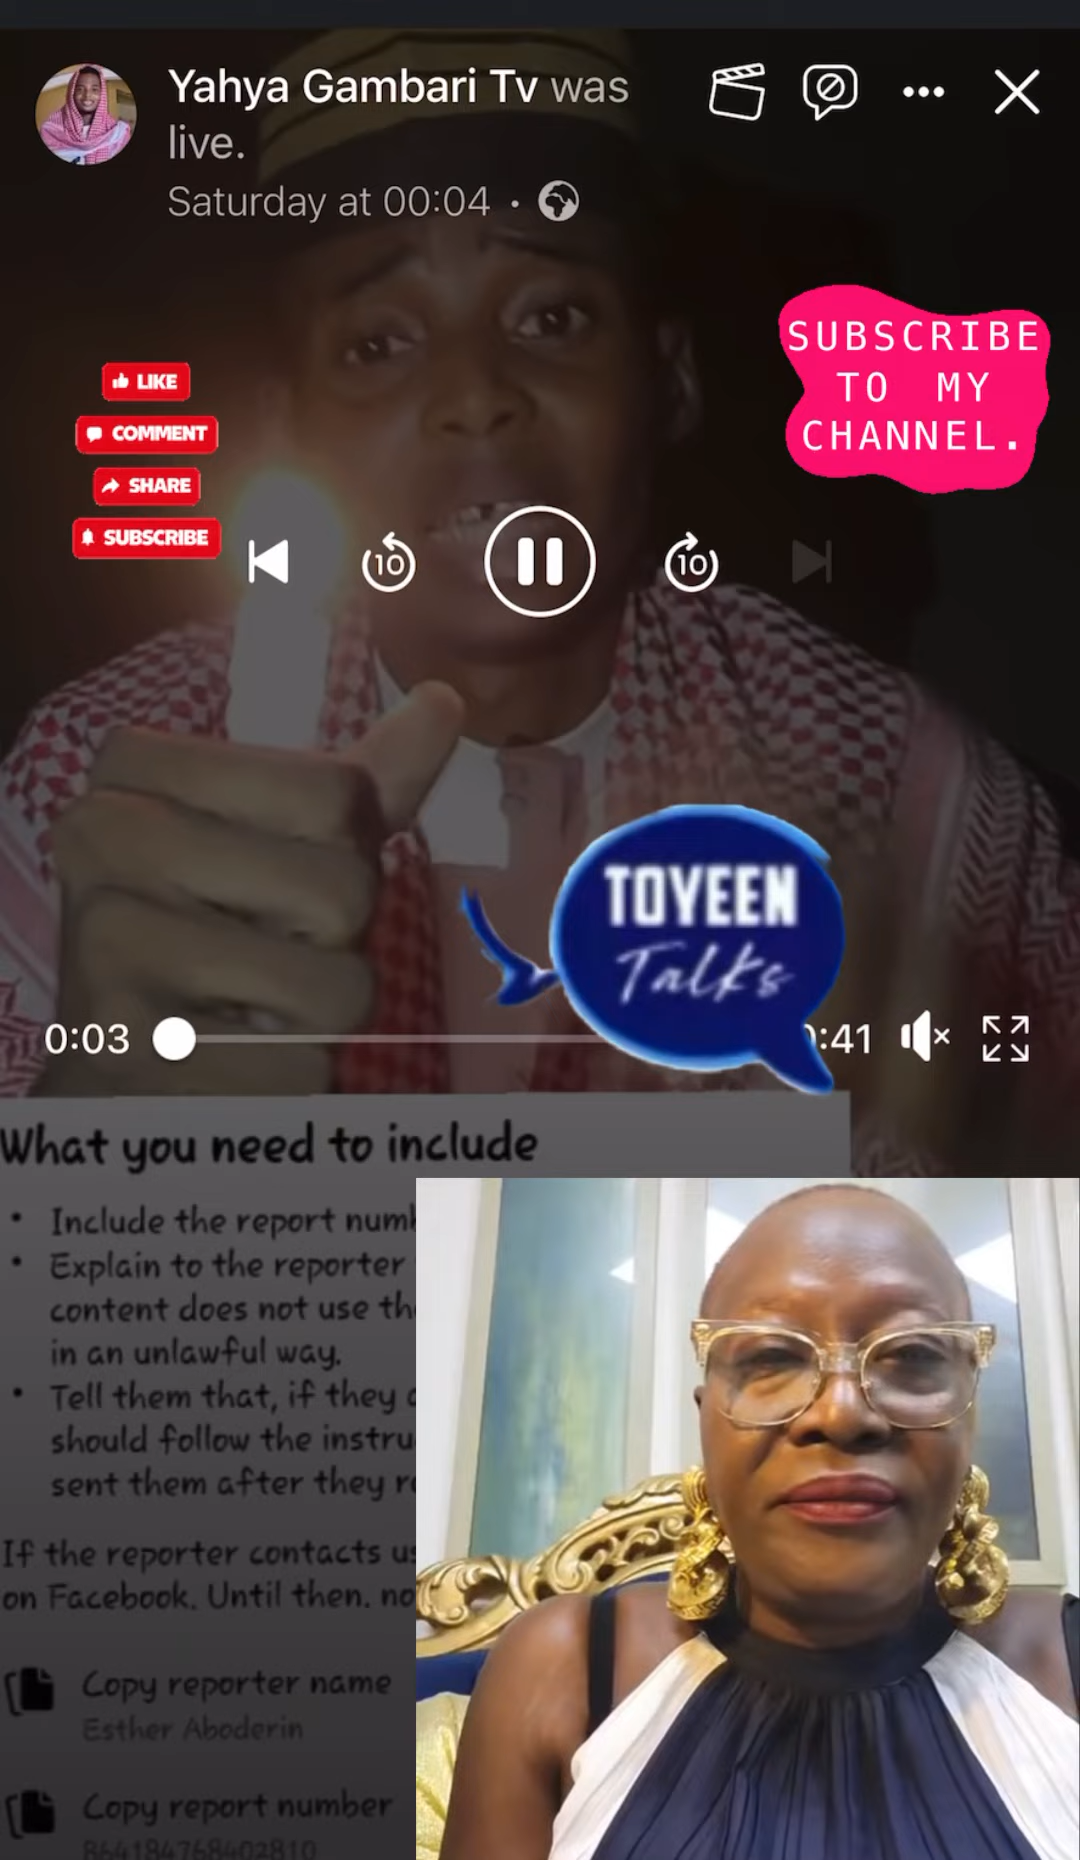 Yahya Gambari Tv was
live.
Saturday at 00:04 ·
SUBSCRIBE
TO MY
CHANNEL.
LIKE
COMMENT
SHARE
SUBSCRIBE
10
10
TOYEEN
Talks
0:03
:41
What you need to include
• Include the report
• Explain to the reporter
content does not use
in an unlawful way.
• Tell them that, if they
should follow the
sent them after they
If the reporter contacts
on Facebook. Until then, no
Copy reporter name
Esther Aboderin
Copy report number
864184768402810